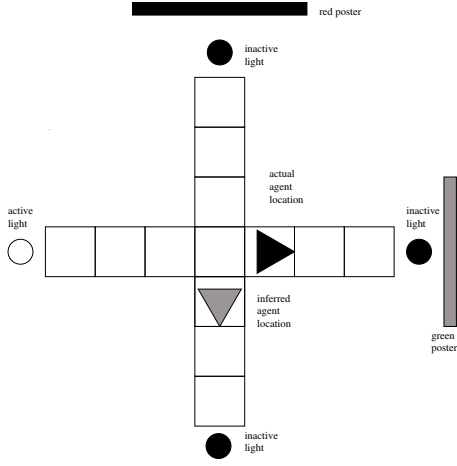 red poster
inactive
light
actual
agent
location
active
light
inactive
light
inferred
agent
location
green
poster
inactive
light